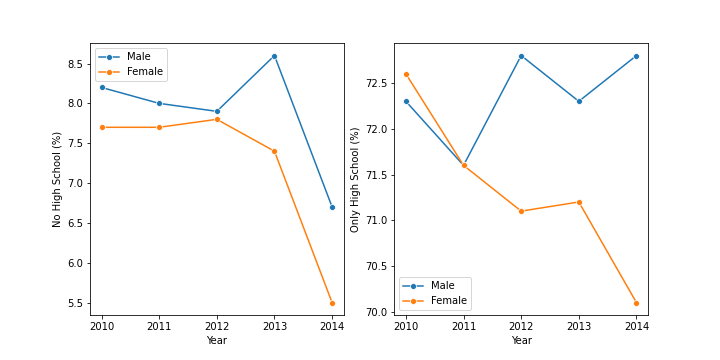 No High School (%)
8.5
8.0
7.5
7.0
6.5
6.0
5.5
Male
Female
2010 2011 2012 2013 2014
Year
Only High School (%)
72.5
72.0
71.5
71.0
70.5
70.0
Male
Female
2010 2011 2012 2013 2014
Year